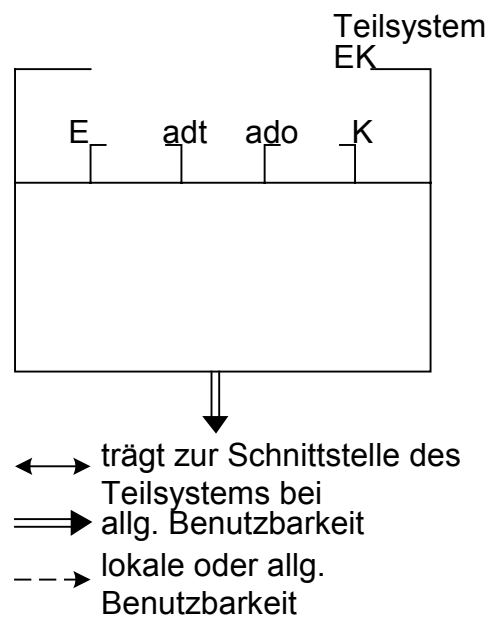 Teilsystem
EK
E adt ado K
trägt zur Schnittstelle des
Teilsystems bei
allg. Benutzbarkeit
lokale oder allg.
Benutzbarkeit